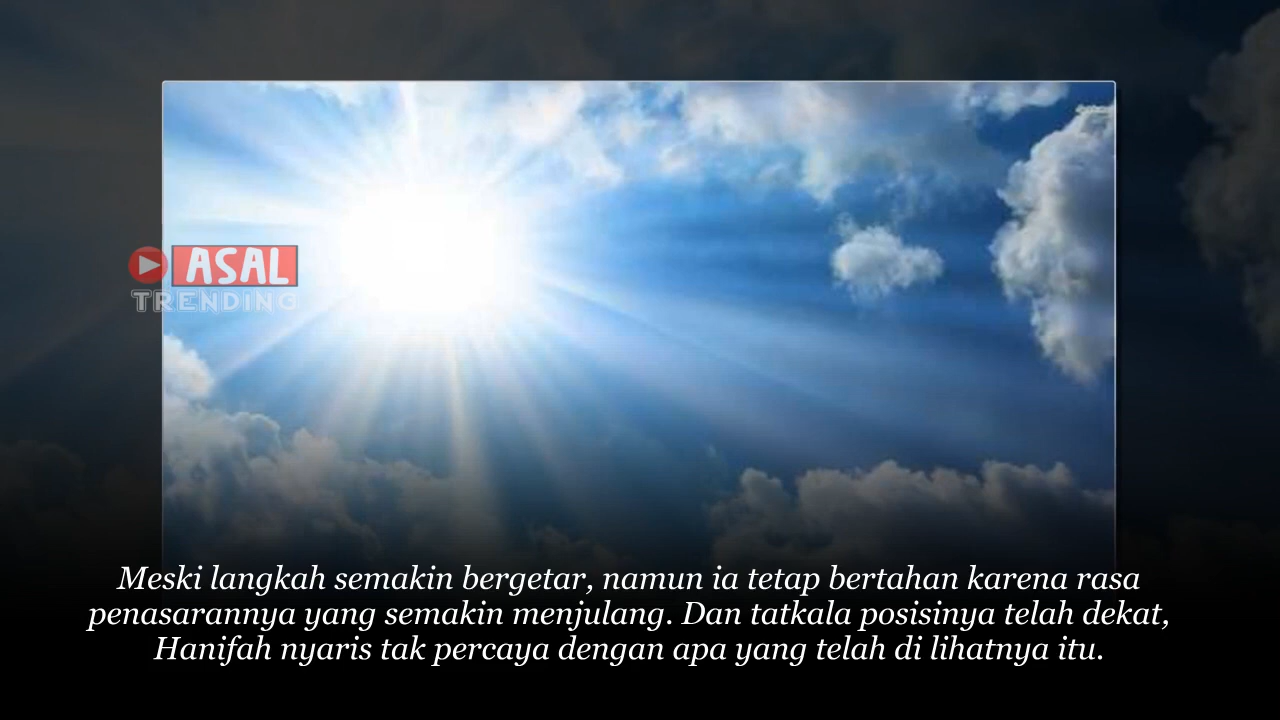 ASAL
TRENDING
Meski langkah semakin bergetar, namun ia tetap bertahan karena rasa
penasarannya yang semakin menjulang. Dan tatkala posisinya telah dekat,
Hanifah nyaris tak percaya dengan apa yang telah di lihatnya itu.